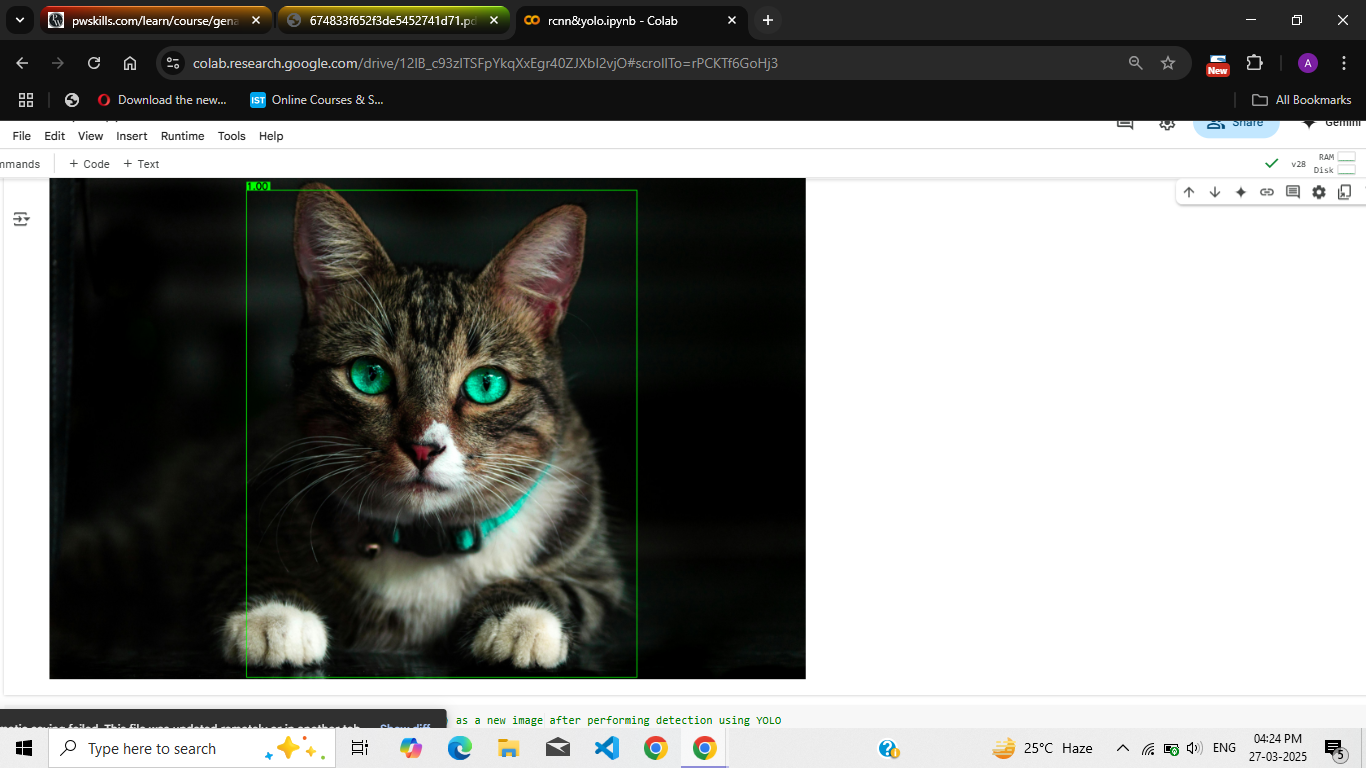 pwskills.com/learn/course/gena
674833f652f3de5452741d71.pd
rcnn&yolo.ipynb - Colab
colab.research.google.com/drive/12IB_c93zITSFpYkqXxEgr40ZJXbI2vjO#scrollTo=rPCKTf6GoHj3
New
A
Download the new...
IST
Online Courses & S...
All Bookmarks
File Edit View Insert Runtime Tools Help
Share
Gemini
mmands
+ Code + Text
v28
RAM
Disk
1.00
as a new image after performing detection using YOLO
matic saving failed. This file was updated remotely or in another tab. Show diff
Type here to search
25°C Haze
ENG
04:24 PM
27-03-2025
5